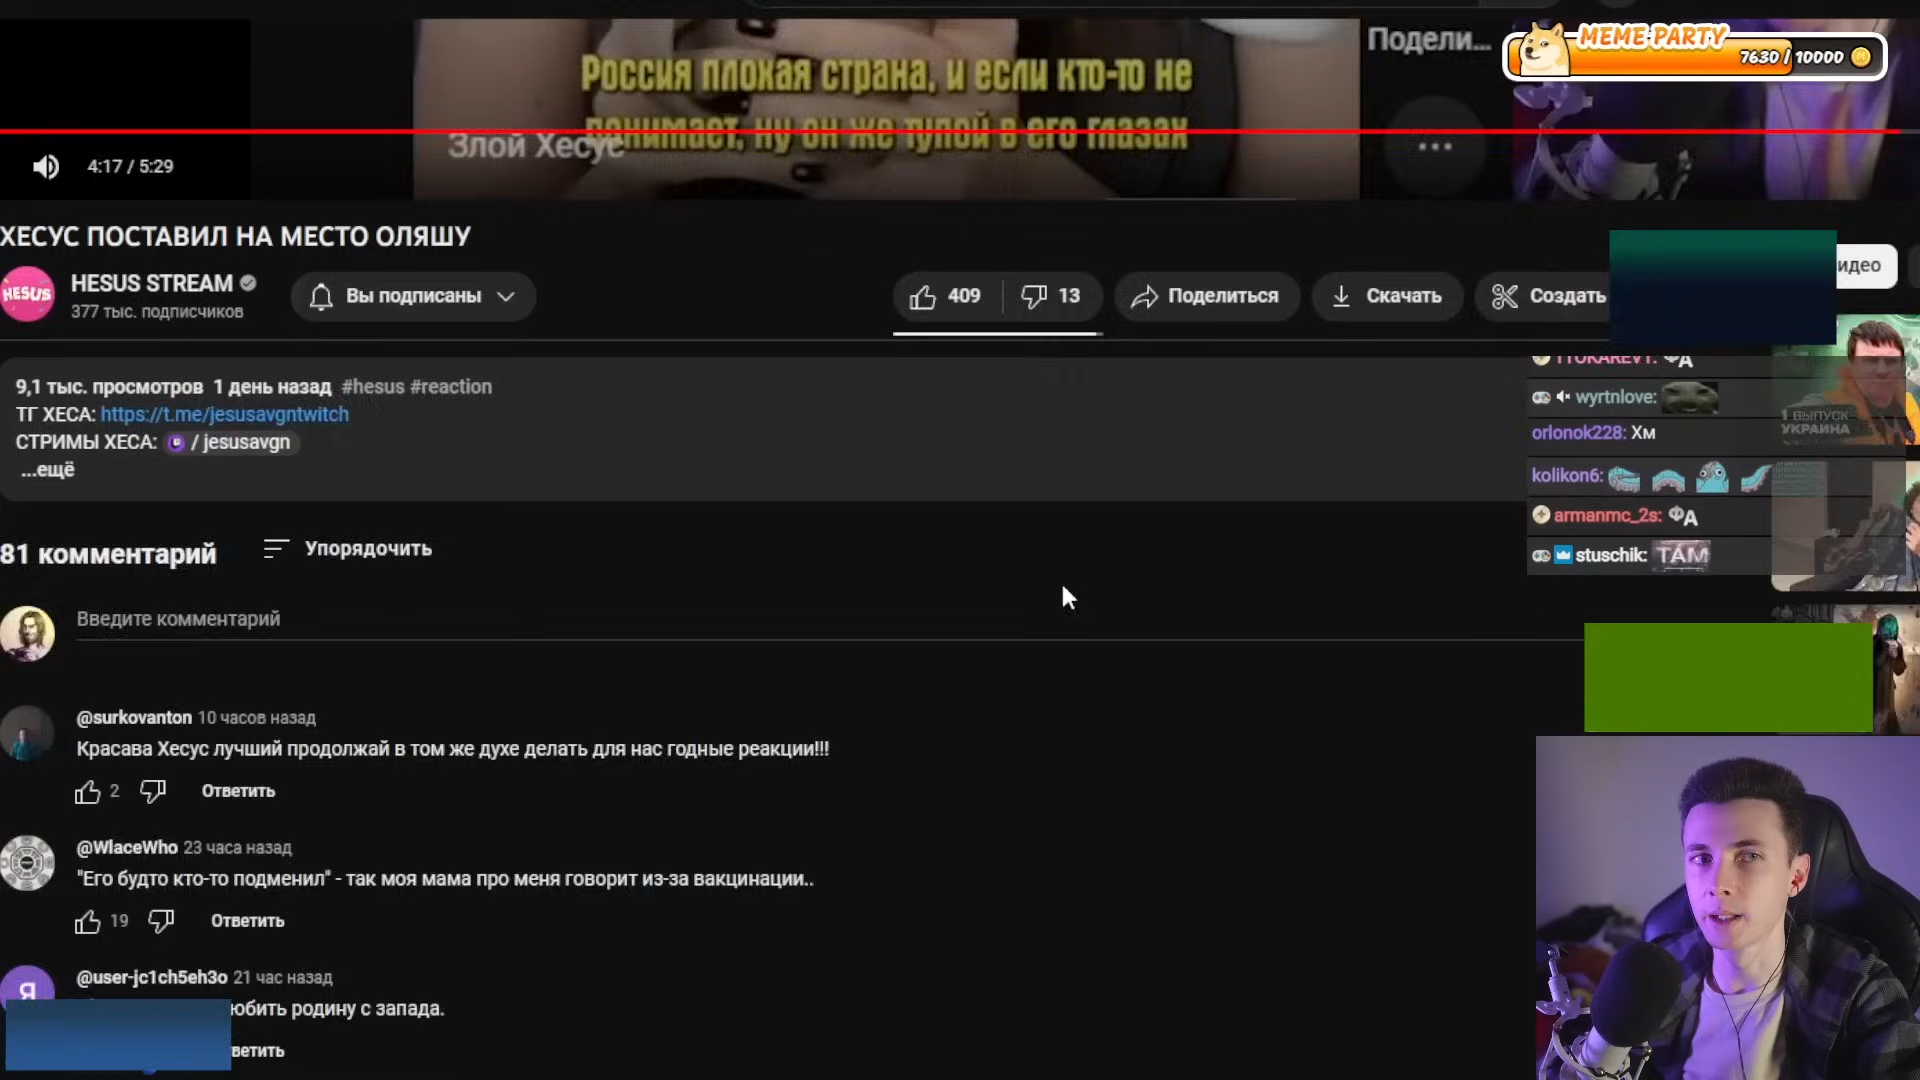 Россия плохая страна, и если кто-то не
понимает, ну он же тупой в его глазах
Злой Хесус
Подели...
MEME PARTY
7630 / 10000
4:17 / 5:29
ХЕСУС ПОСТАВИЛ НА МЕСТО ОЛЯШУ
HESUS
HESUS STREAM
377 тыс. подписчиков
Вы подписаны
409
13
Поделиться
Скачать
Создать
идео
9,1 тыс. просмотров 1 день назад #hesus #reaction
ТГ ХЕСА: https://t.me/jesusavgntwitch
СТРИМЫ ХЕСА: / jesusavgn
...ещё
ФА
wyrtnlove:
orlonok228: Хм
kolikon6:
armanmc_2s: ФА
stuschik: ТАМ
1 ВЫПУСК
УКРАИНА
81 комментарий
Упорядочить
Введите комментарий
@surkovanton 10 часов назад
Красава Хесус лучший продолжай в том же духе делать для нас годные реакции!!!
2
Ответить
@WlaceWho 23 часа назад
"Его будто кто-то подменил" - так моя мама про меня говорит из-за вакцинации..
19
Ответить
Я
@user-jc1ch5eh3o 21 час назад
юбить родину с запада.
ветить